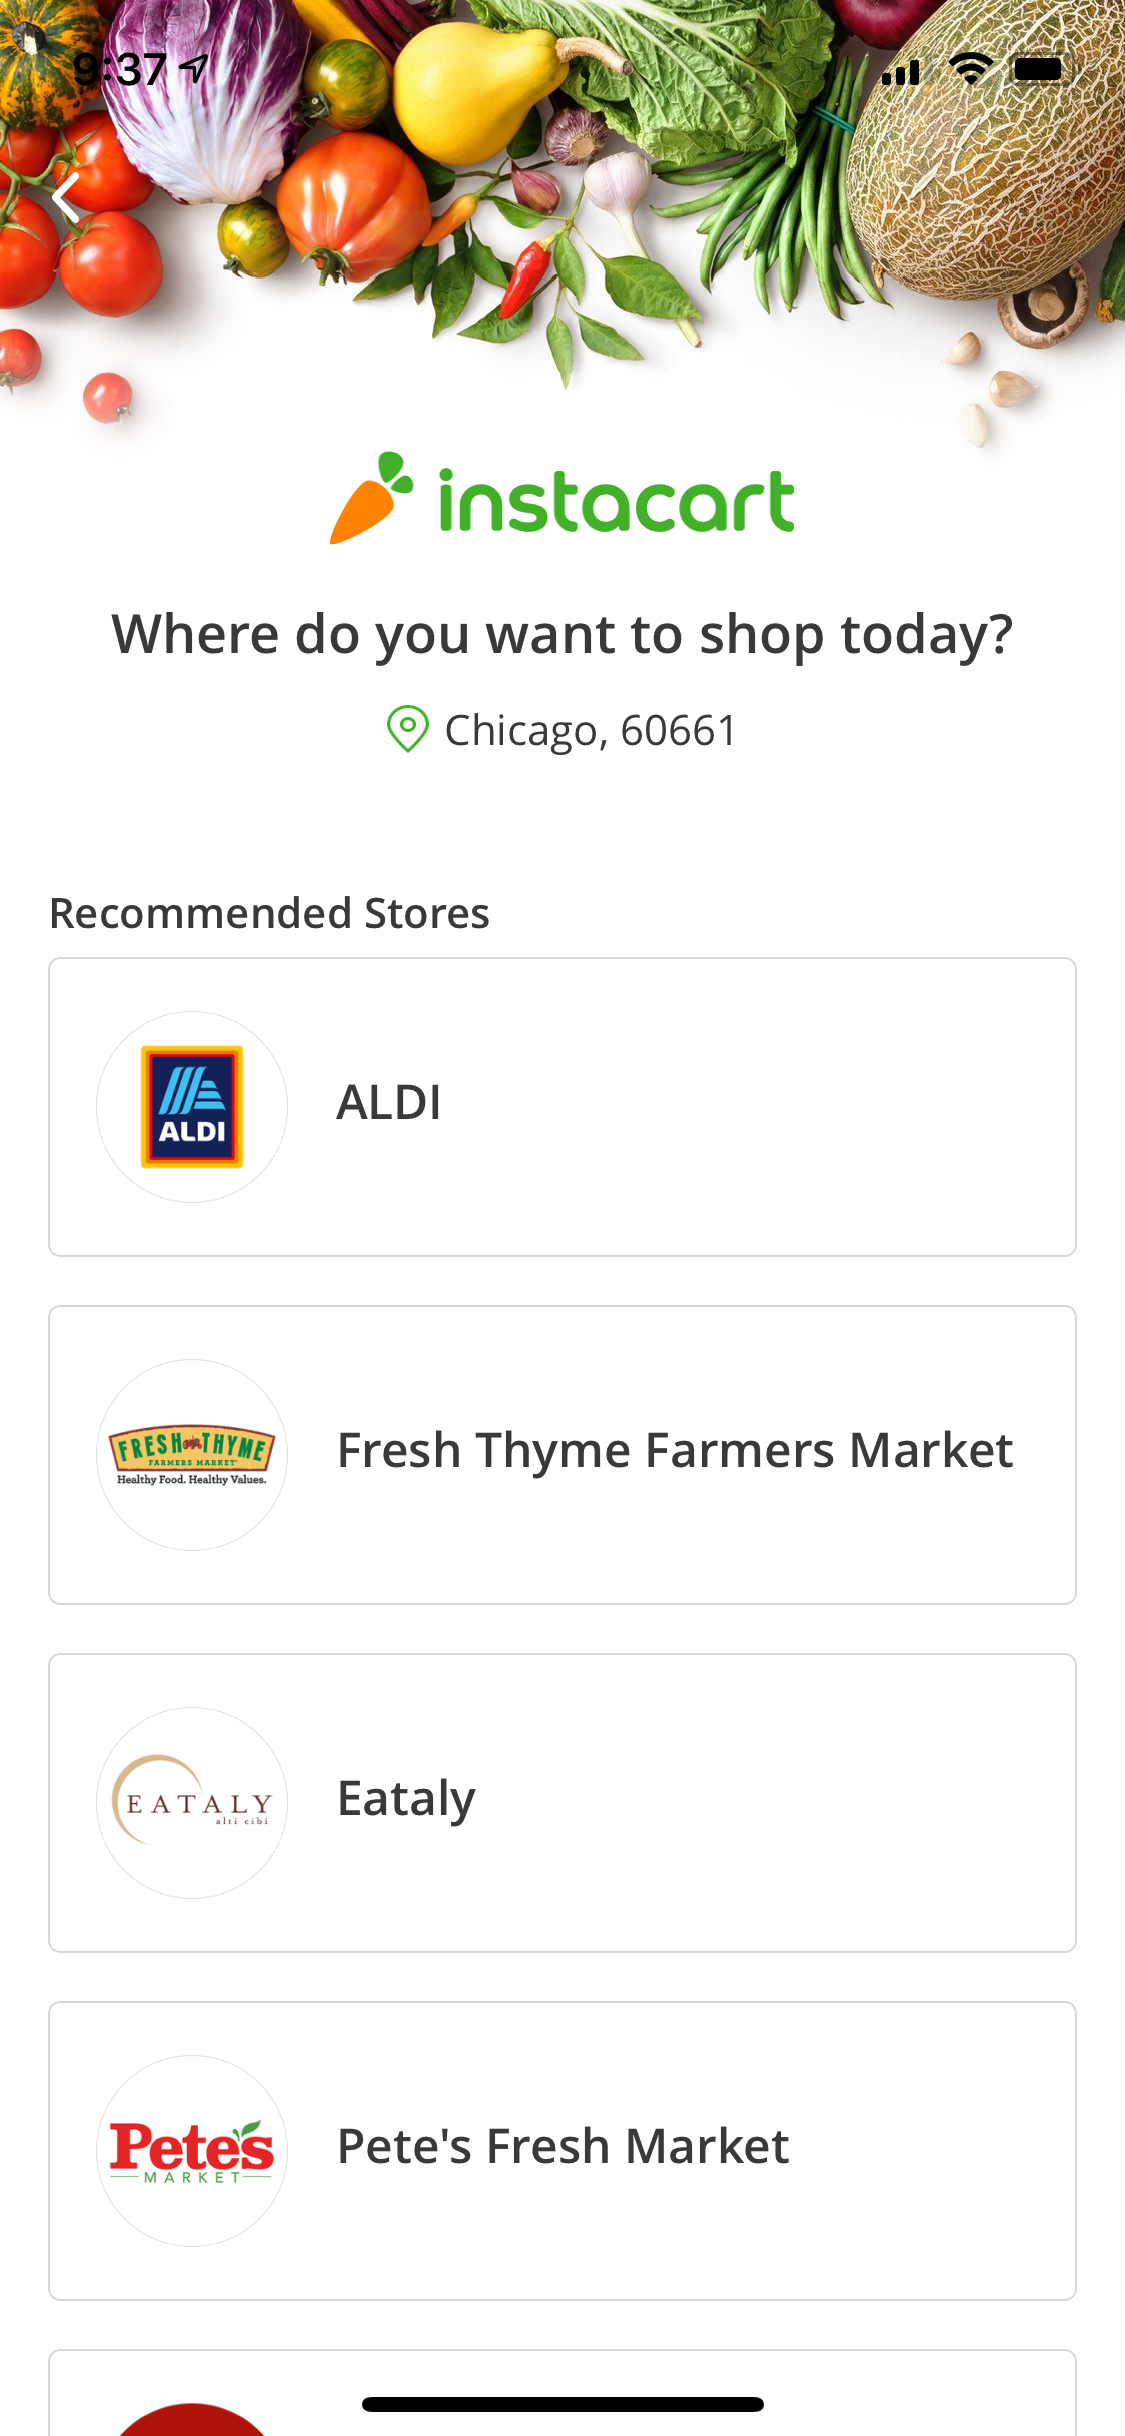 9:37
instacart
Where do you want to shop today?
Chicago, 60661
Recommended Stores
ALDI
ALDI
FRESH THYME
FARMERS MARKET
Healthy Food. Healthy Values.
Fresh Thyme Farmers Market
EATALY
alti cibi
Eataly
Pete's
MARKET
Pete's Fresh Market